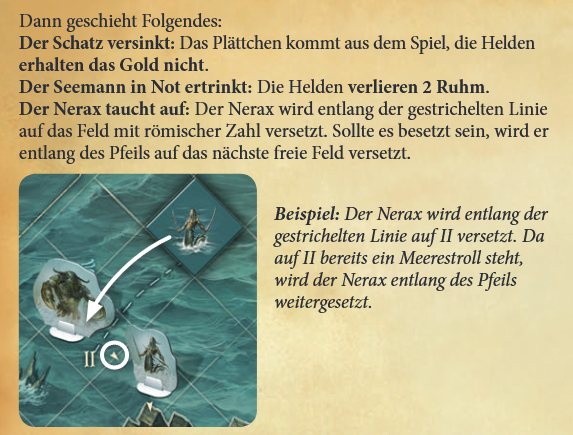 Dann geschieht Folgendes:
Der Schatz versinkt: Das Plättchen kommt aus dem Spiel, die Helden
erhalten das Gold nicht.
Der Seemann in Not ertrinkt: Die Helden verlieren 2 Ruhm.
Der Nerax taucht auf: Der Nerax wird entlang der gestrichelten Linie
auf das Feld mit römischer Zahl versetzt. Sollte es besetzt sein, wird er
entlang des Pfeils auf das nächste freie Feld versetzt.
Beispiel: Der Nerax wird entlang der
gestrichelten Linie auf II versetzt. Da
auf II bereits ein Meerestroll steht,
wird der Nerax entlang des Pfeils
weitergesetzt.
II